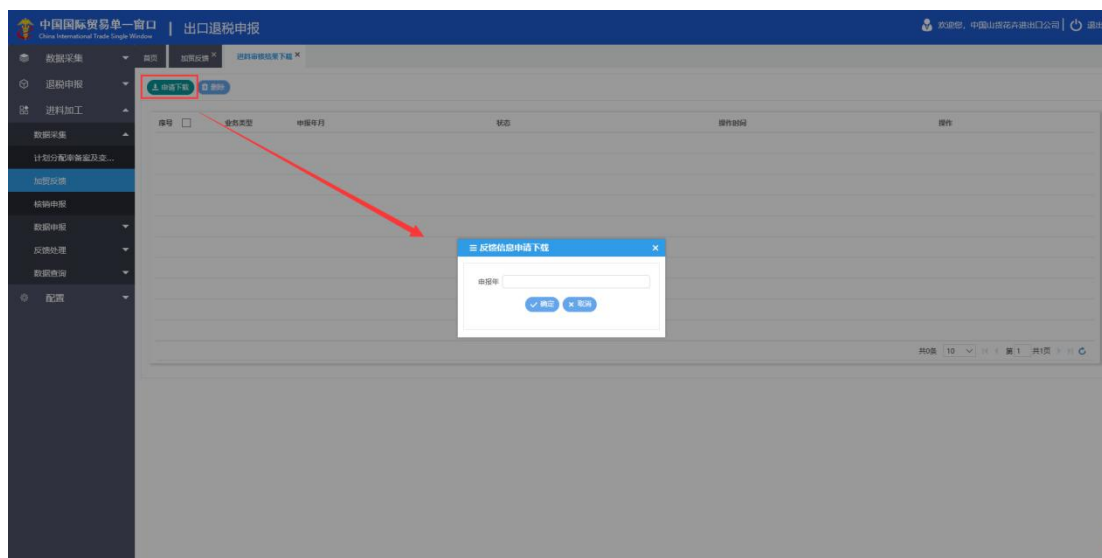 中国国际贸易单一窗口 | 出口退税申报
China International Trade Single Window
欢迎您，中国山货花卉进出口公司 | 退出
数据采集
退税申报
进料加工
数据采集
计划分配率备案及变...
加贸反馈
核销申报
数据申报
反馈处理
数据查询
配置
首页 加贸反馈 × 进料审核结果下载 ×
申请下载 删除
序号 业务类型 申报年月 状态 操作时间 操作
反馈信息申请下载 ×
申报年
确定 取消
共0条 10 第 1 共1页